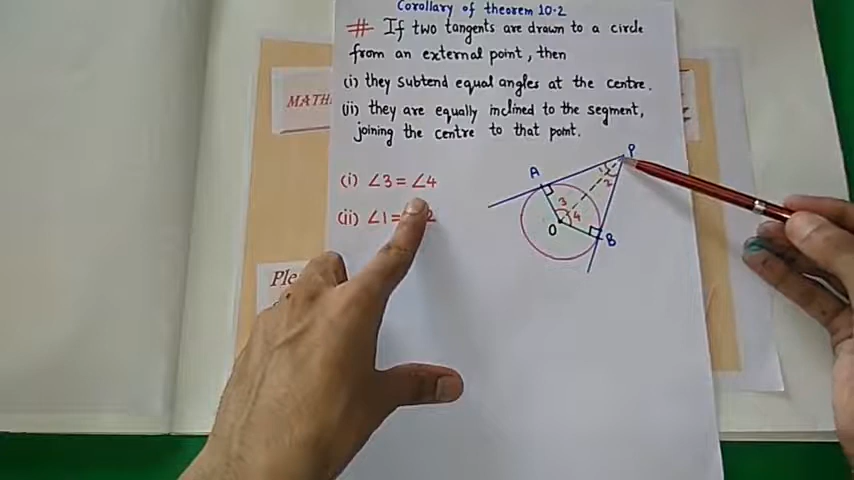 Corollary of theorem 10.2
# If two tangents are drawn to a circle
from an external point, then
(i) they subtend equal angles at the centre.
(ii) they are equally inclined to the segment,
joining the centre to that point.
(i) ∠3 = ∠4
(ii) ∠1 = 2
P
A
1
2
3
4
O
B
MATH
Ple